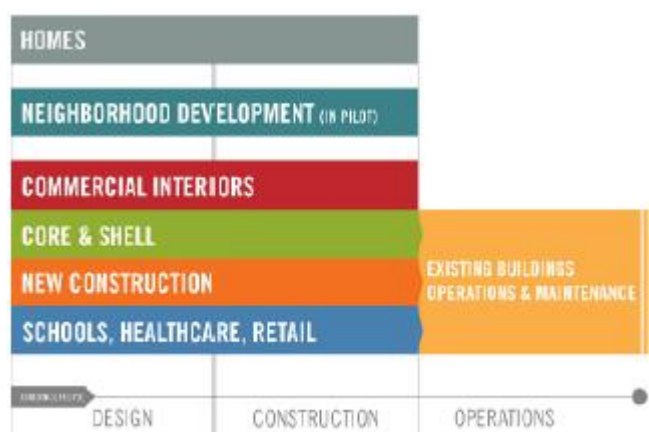 HOMES
NEIGHBORHOOD DEVELOPMENT (IN PILOT)
COMMERCIAL INTERIORS
CORE & SHELL
NEW CONSTRUCTION
SCHOOLS, HEALTHCARE, RETAIL
EXISTING BUILDINGS
OPERATIONS & MAINTENANCE
DESIGN
CONSTRUCTION
OPERATIONS